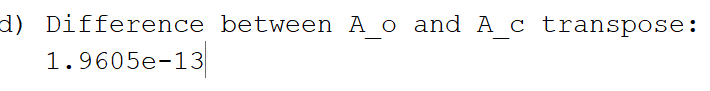 d) Difference between A_o and A_c transpose:
1.9605e-13